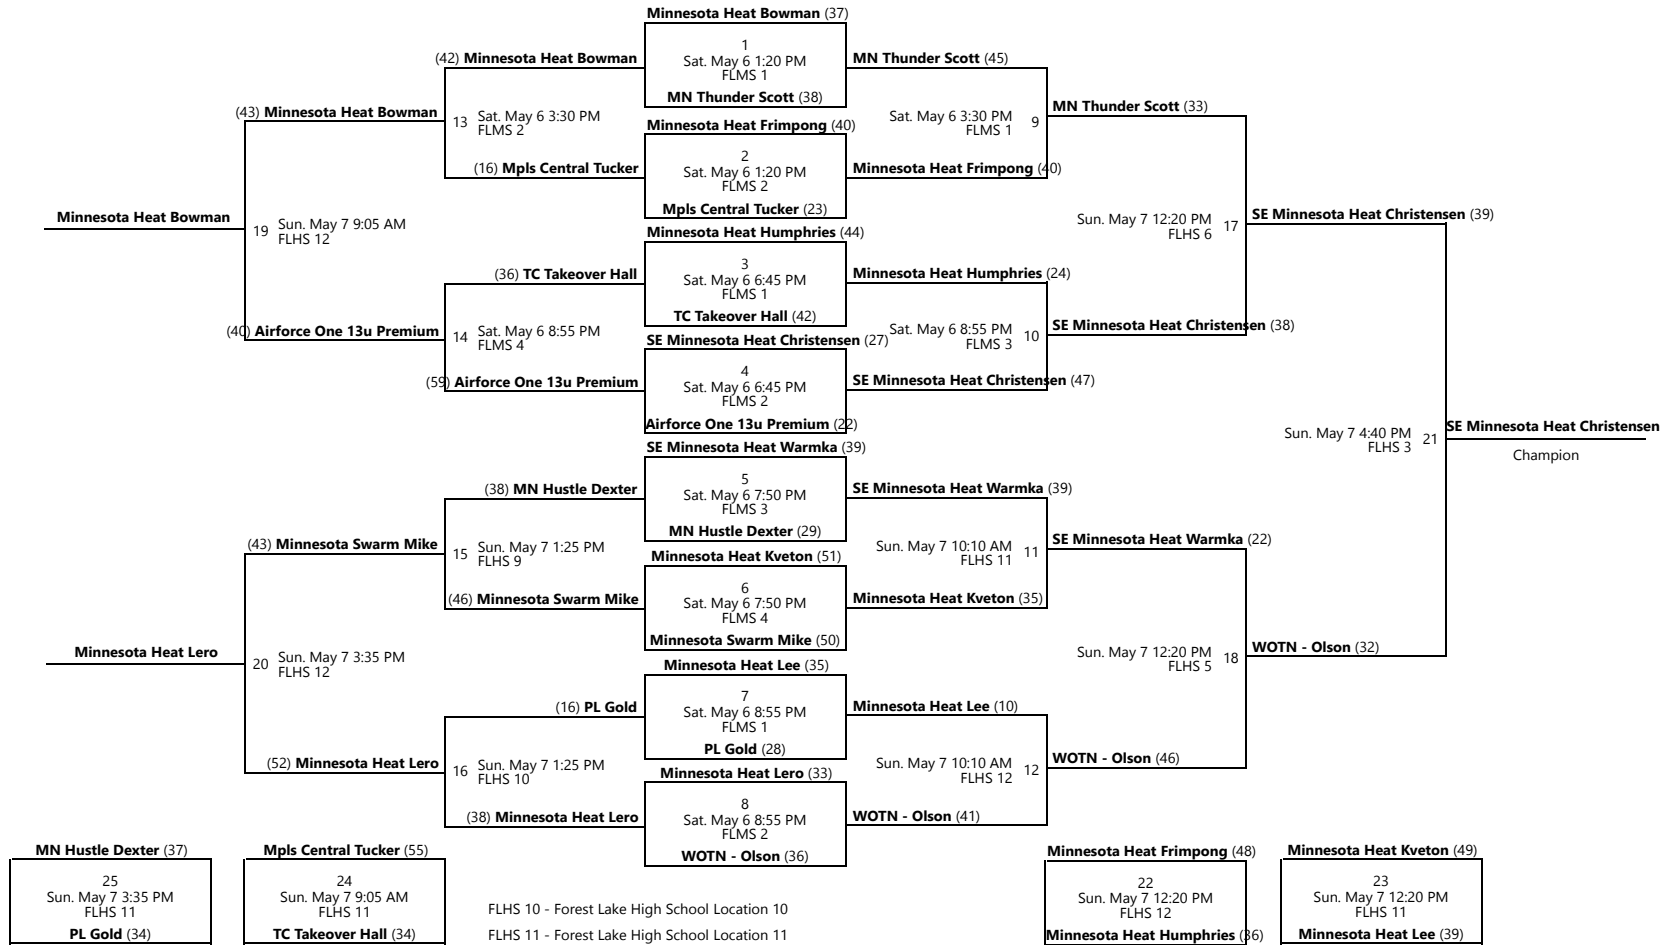 Minnesota Heat Bowman (37)
1
Sat. May 6 1:20 PM
FLMS 1
MN Thunder Scott (38)
Minnesota Heat Frimpong (40)
2
Sat. May 6 1:20 PM
FLMS 2
Mpls Central Tucker (23)
Minnesota Heat Humphries (44)
3
Sat. May 6 6:45 PM
FLMS 1
TC Takeover Hall (42)
SE Minnesota Heat Christensen (27)
4
Sat. May 6 6:45 PM
FLMS 2
Airforce One 13u Premium (22)
SE Minnesota Heat Warmka (39)
5
Sat. May 6 7:50 PM
FLMS 3
MN Hustle Dexter (29)
Minnesota Heat Kveton (51)
6
Sat. May 6 7:50 PM
FLMS 4
Minnesota Swarm Mike (50)
Minnesota Heat Lee (35)
7
Sat. May 6 8:55 PM
FLMS 1
PL Gold (28)
Minnesota Heat Lero (33)
8
Sat. May 6 8:55 PM
FLMS 2
WOTN - Olson (36)
(42) Minnesota Heat Bowman
13
Sat. May 6 3:30 PM
FLMS 2
(16) Mpls Central Tucker
(36) TC Takeover Hall
14
Sat. May 6 8:55 PM
FLMS 4
(59) Airforce One 13u Premium
(38) MN Hustle Dexter
15
Sun. May 7 1:25 PM
FLHS 9
(46) Minnesota Swarm Mike
(16) PL Gold
16
Sun. May 7 1:25 PM
FLHS 10
(38) Minnesota Heat Lero
(43) Minnesota Heat Bowman
19
Sun. May 7 9:05 AM
FLHS 12
(40) Airforce One 13u Premium
(43) Minnesota Swarm Mike
20
Sun. May 7 3:35 PM
FLHS 12
(52) Minnesota Heat Lero
Minnesota Heat Bowman
Minnesota Heat Lero
MN Thunder Scott (45)
Sat. May 6 3:30 PM
FLMS 1
9
Minnesota Heat Frimpong (40)
Minnesota Heat Humphries (24)
Sat. May 6 8:55 PM
FLMS 3
10
SE Minnesota Heat Christensen (47)
SE Minnesota Heat Warmka (39)
Sun. May 7 10:10 AM
FLHS 11
11
Minnesota Heat Kveton (35)
Minnesota Heat Lee (10)
Sun. May 7 10:10 AM
FLHS 12
12
WOTN - Olson (41)
MN Thunder Scott (33)
Sun. May 7 12:20 PM
FLHS 6
17
SE Minnesota Heat Christensen (38)
SE Minnesota Heat Warmka (22)
Sun. May 7 12:20 PM
FLHS 5
18
WOTN - Olson (46)
SE Minnesota Heat Christensen (39)
Sun. May 7 4:40 PM
FLHS 3
21
WOTN - Olson (32)
SE Minnesota Heat Christensen
Champion
MN Hustle Dexter (37)
25
Sun. May 7 3:35 PM
FLHS 11
PL Gold (34)
Mpls Central Tucker (55)
24
Sun. May 7 9:05 AM
FLHS 11
TC Takeover Hall (34)
FLHS 10 - Forest Lake High School Location 10
FLHS 11 - Forest Lake High School Location 11
Minnesota Heat Frimpong (48)
22
Sun. May 7 12:20 PM
FLHS 12
Minnesota Heat Humphries (36)
Minnesota Heat Kveton (49)
23
Sun. May 7 12:20 PM
FLHS 11
Minnesota Heat Lee (39)